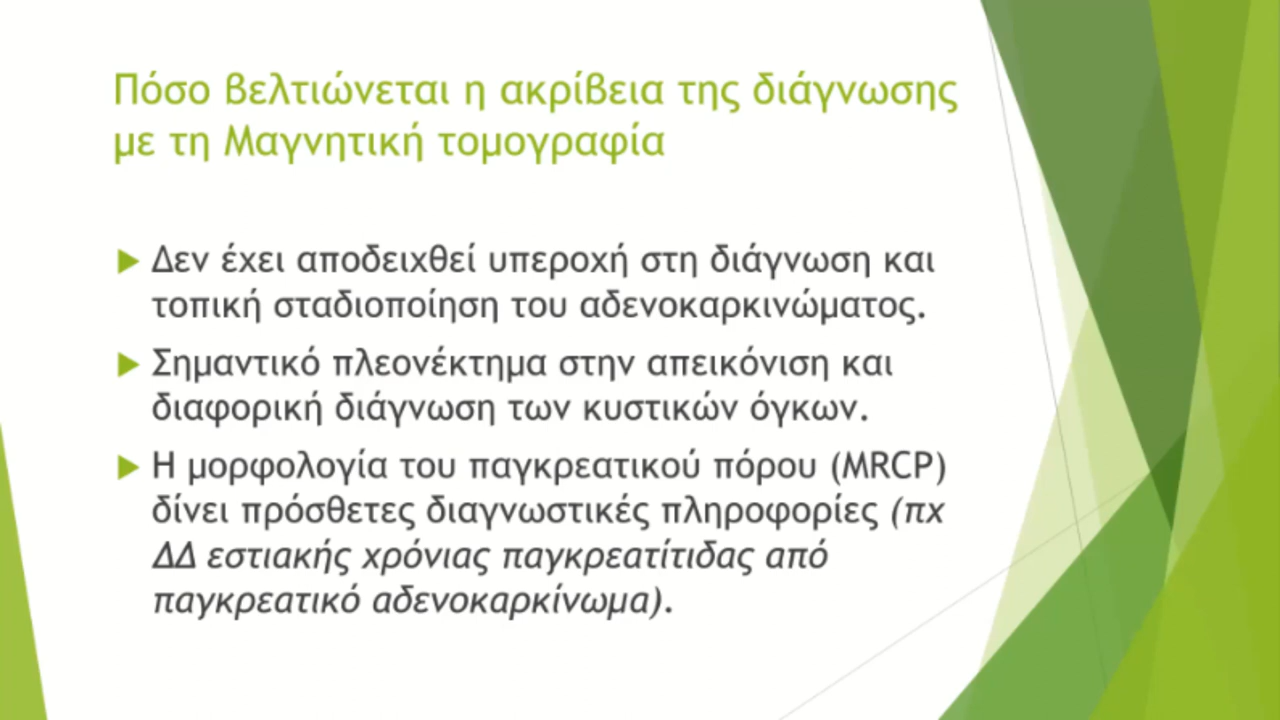 Πόσο βελτιώνεται η ακρίβεια της διάγνωσης
με τη Μαγνητική τομογραφία
Δεν έχει αποδειχθεί υπεροχή στη διάγνωση και
τοπική σταδιοποίηση του αδενοκαρκινώματος.
Σημαντικό πλεονέκτημα στην απεικόνιση και
διαφορική διάγνωση των κυστικών όγκων.
Η μορφολογία του παγκρεατικού πόρου (MRCP)
δίνει πρόσθετες διαγνωστικές πληροφορίες (πχ
ΔΔ εστιακής χρόνιας παγκρεατίτιδας από
παγκρεατικό αδενοκαρκίνωμα).